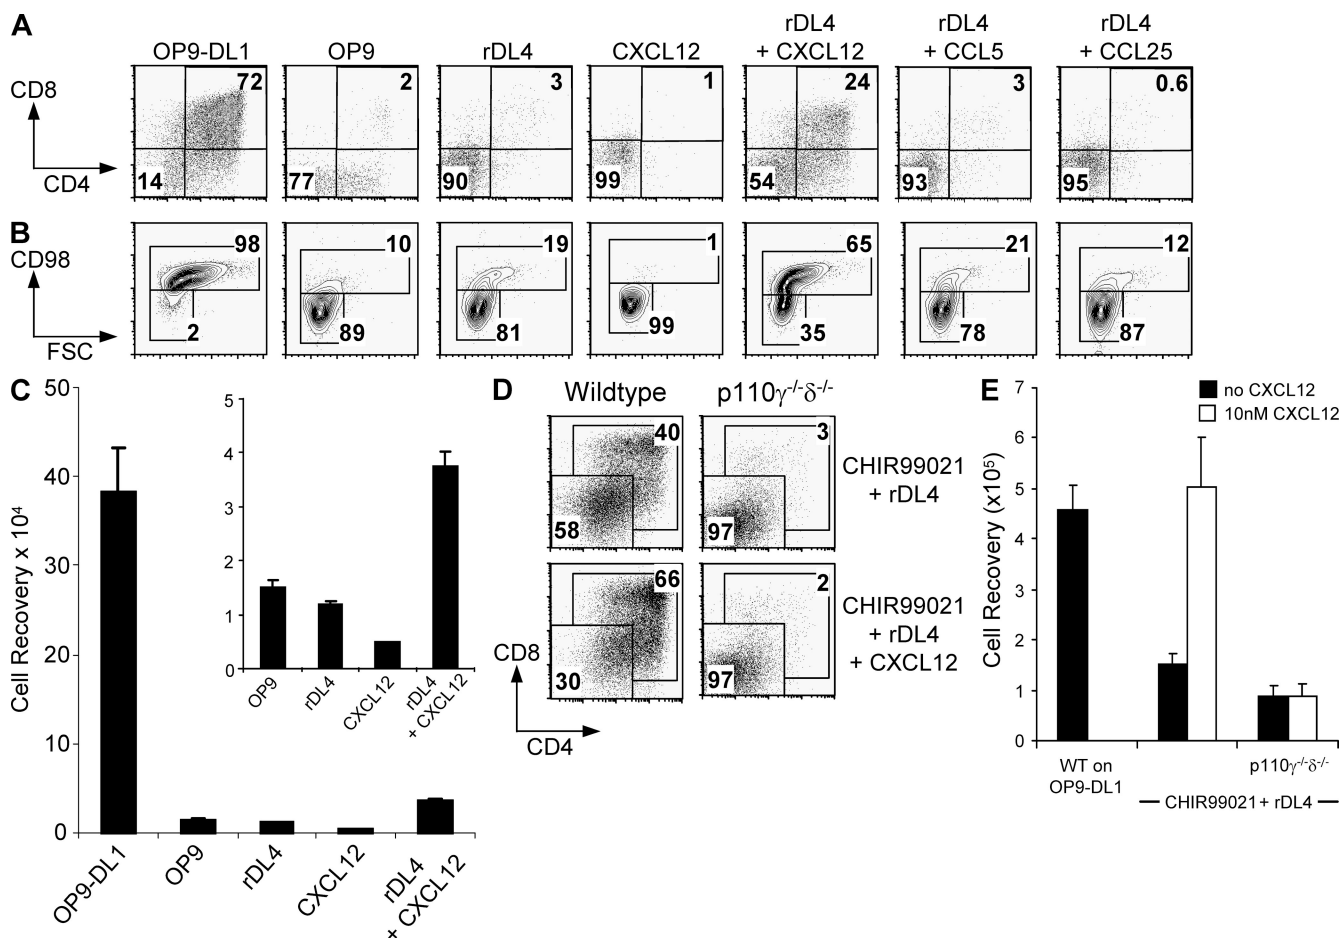 A
OP9-DL1 OP9 rDL4 CXCL12 rDL4 + CXCL12 rDL4 + CCL5 rDL4 + CCL25
CD8
CD4
72 2 3 1 24 3 0.6
14 77 90 99 54 93 95
B
CD98
FSC
98 10 19 1 65 21 12
2 89 81 99 35 78 87
C
Cell Recovery x 10⁴
50
40
30
20
10
0
OP9-DL1 OP9 rDL4 CXCL12 rDL4 + CXCL12
5
4
3
2
1
0
OP9 rDL4 CXCL12 rDL4 + CXCL12
D
Wildtype p110γ-/-δ-/-
40 3
58 97
CHIR99021
+ rDL4
66 2
30 97
CHIR99021
+ rDL4
+ CXCL12
CD8
CD4
E
no CXCL12
10nM CXCL12
Cell Recovery (x10⁵)
7
6
5
4
3
2
1
0
WT on
OP9-DL1
p110γ-/-δ-/-
CHIR99021 + rDL4